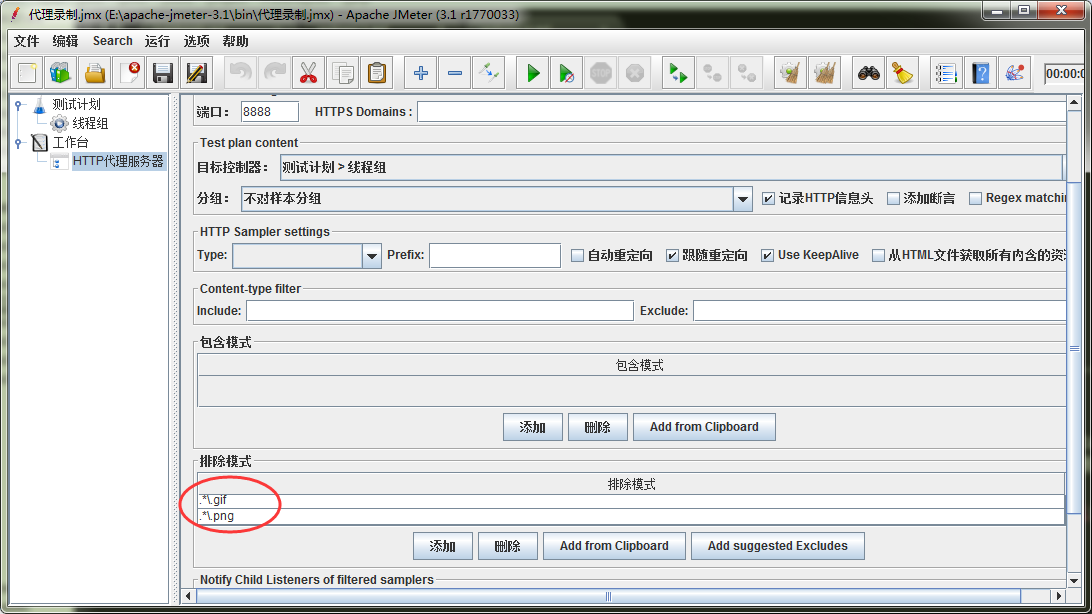 代理录制.jmx (E:\apache-jmeter-3.1\bin\代理录制.jmx) - Apache JMeter (3.1 r1770033)
文件 编辑 Search 运行 选项 帮助
STOP
00:00:0
测试计划
线程组
工作台
HTTP代理服务器
端口： 8888 HTTPS Domains :
Test plan content
目标控制器： 测试计划 > 线程组
分组： 不对样本分组 记录HTTP信息头 添加断言 Regex matchin
HTTP Sampler settings
Type: Prefix: 自动重定向 跟随重定向 Use KeepAlive 从HTML文件获取所有内含的资
Content-type filter
Include: Exclude:
包含模式
包含模式
添加 删除 Add from Clipboard
排除模式
排除模式
.*\.gif
.*\.png
添加 删除 Add from Clipboard Add suggested Excludes
Notify Child Listeners of filtered samplers